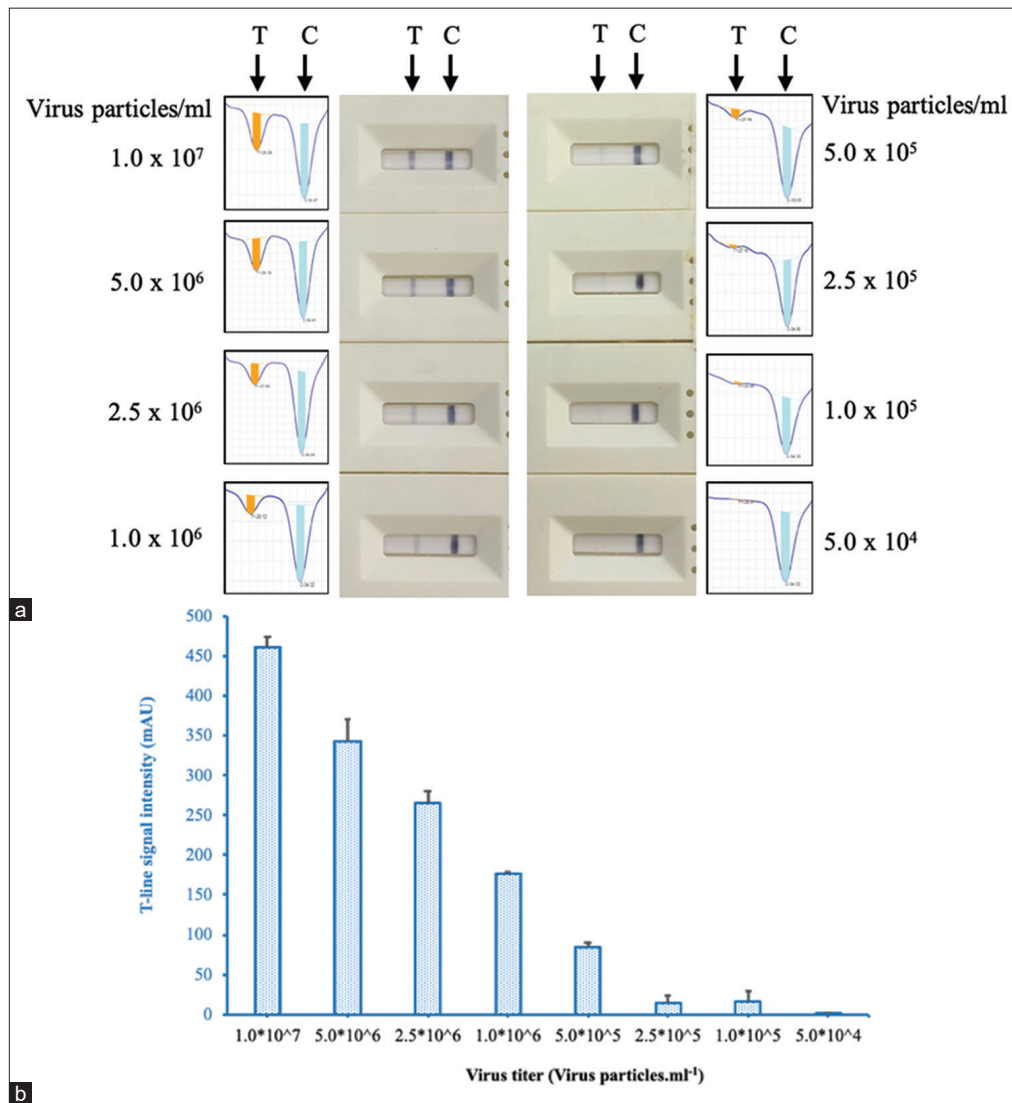 T C T C T C T C
Virus particles/ml
Virus particles/ml
1.0 x 10⁷
5.0 x 10⁵
5.0 x 10⁶
2.5 x 10⁵
2.5 x 10⁶
1.0 x 10⁵
1.0 x 10⁶
5.0 x 10⁴
a
500
450
400
350
300
250
200
150
100
50
0
T-line signal intensity (mAU)
1.0*10^7 5.0*10^6 2.5*10^6 1.0*10^6 5.0*10^5 2.5*10^5 1.0*10^5 5.0*10^4
Virus titer (Virus particles.ml⁻¹)
b